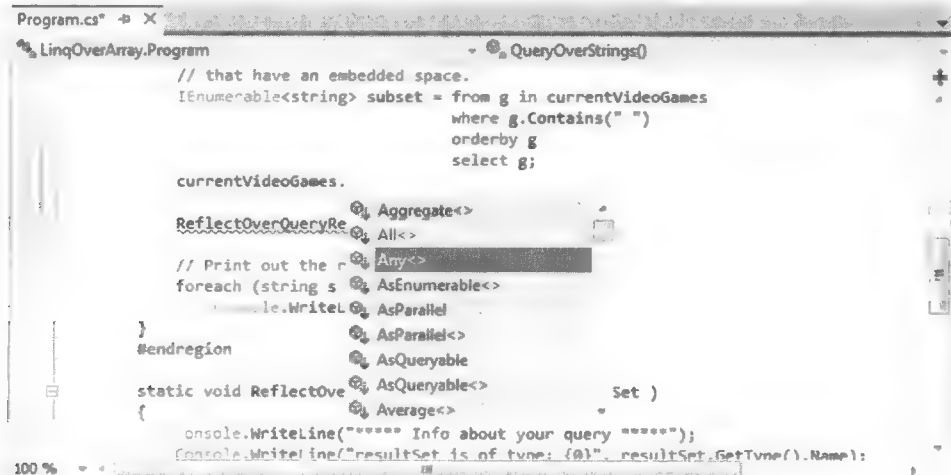 Program.cs*
LinqOverArray.Program QueryOverStrings()
// that have an embedded space.
IEnumerable<string> subset = from g in currentVideoGames
where g.Contains(" ")
orderby g
select g;
currentVideoGames.
Aggregate<>
ReflectOverQueryRe All<>
// Print out the r Any<>
foreach (string s AsEnumerable<>
le.WriteL AsParallel
} AsParallel<>
#endregion AsQueryable
static void ReflectOve AsQueryable<> Set )
{ Average<>
onsole.WriteLine("***** Info about your query *****");
Console.WriteLine("resultSet is of type: {0}", resultSet.GetType().Name);
100 %